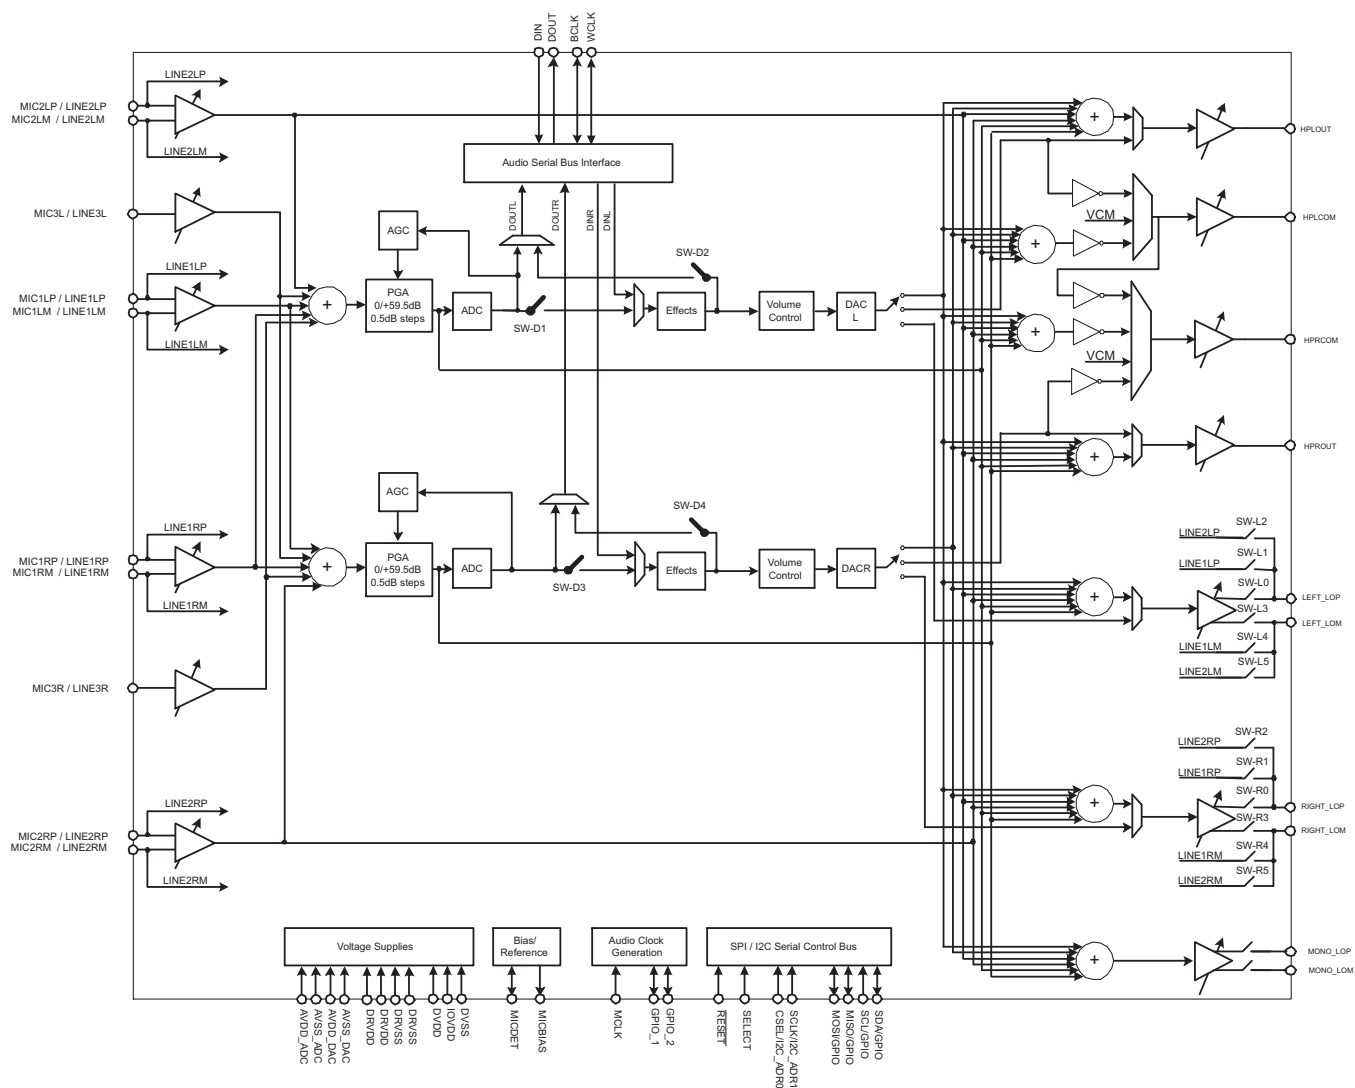 DIN
DOUT
BCLK
WCLK
LINE2LP
MIC2LP / LINE2LP
MIC2LM / LINE2LM
LINE2LM
+
HPLOUT
Audio Serial Bus Interface
MIC3L / LINE3L
DOUTL
DOUTR
DINR
DINL
AGC
SW-D2
VCM
+
HPLCOM
LINE1LP
MIC1LP / LINE1LP
MIC1LM / LINE1LM
LINE1LM
+
PGA
0/+59.5dB
0.5dB steps
ADC
SW-D1
Effects
Volume
Control
DAC
L
+
VCM
HPRCOM
+
HPROUT
AGC
SW-D4
LINE1RP
MIC1RP / LINE1RP
MIC1RM / LINE1RM
LINE1RM
+
PGA
0/+59.5dB
0.5dB steps
ADC
SW-D3
Effects
Volume
Control
DACR
+
LINE2LP
SW-L2
LINE1LP
SW-L1
SW-L0
LEFT_LOP
SW-L3
LEFT_LOM
SW-L4
LINE1LM
SW-L5
LINE2LM
MIC3R / LINE3R
SW-R2
LINE2RP
SW-R1
LINE1RP
SW-R0
RIGHT_LOP
SW-R3
RIGHT_LOM
SW-R4
LINE1RM
SW-R5
LINE2RM
+
LINE2RP
MIC2RP / LINE2RP
MIC2RM / LINE2RM
LINE2RM
Voltage Supplies
Bias/
Reference
Audio Clock
Generation
SPI / I2C Serial Control Bus
+
MONO_LOP
MONO_LOM
AVDD_ADC
AVSS_ADC
AVDD_DAC
AVSS_DAC
DRVDD
DRVDD
DRVSS
DRVSS
DVDD
IOVDD
DVSS
MICDET
MICBIAS
MCLK
GPIO_1
GPIO_2
RESET
SELECT
CSEL/I2C_ADR0
SCLK/I2C_ADR1
MOSI/GPIO
MISO/GPIO
SCL/GPIO
SDA/GPIO